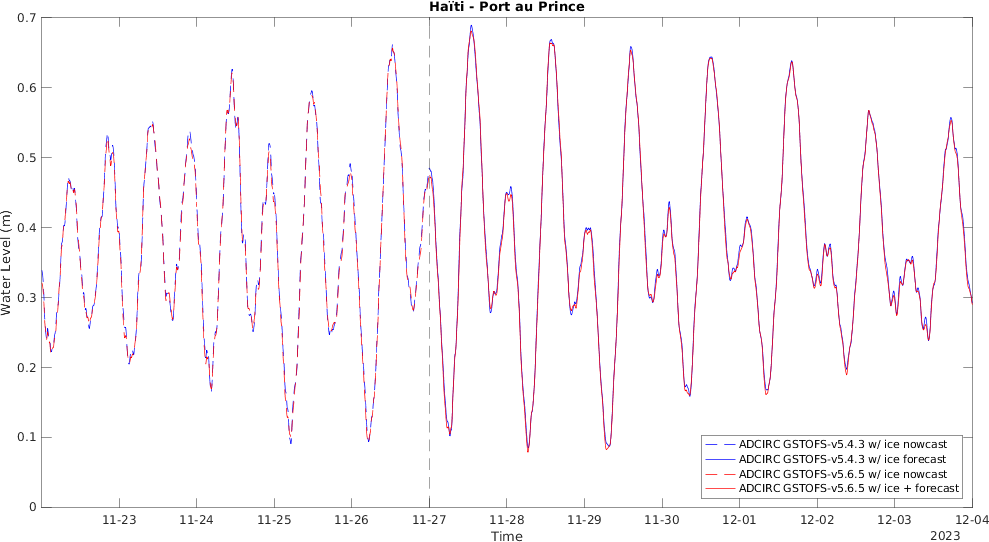 Haïti - Port au Prince
0.7
0.6
0.5
0.4
0.3
0.2
0.1
0
Water Level (m)
11-23 11-24 11-25 11-26 11-27 11-28 11-29 11-30 12-01 12-02 12-03 12-04
Time
2023
ADCIRC GSTOFS-v5.4.3 w/ ice nowcast
ADCIRC GSTOFS-v5.4.3 w/ ice forecast
ADCIRC GSTOFS-v5.6.5 w/ ice nowcast
ADCIRC GSTOFS-v5.6.5 w/ ice + forecast